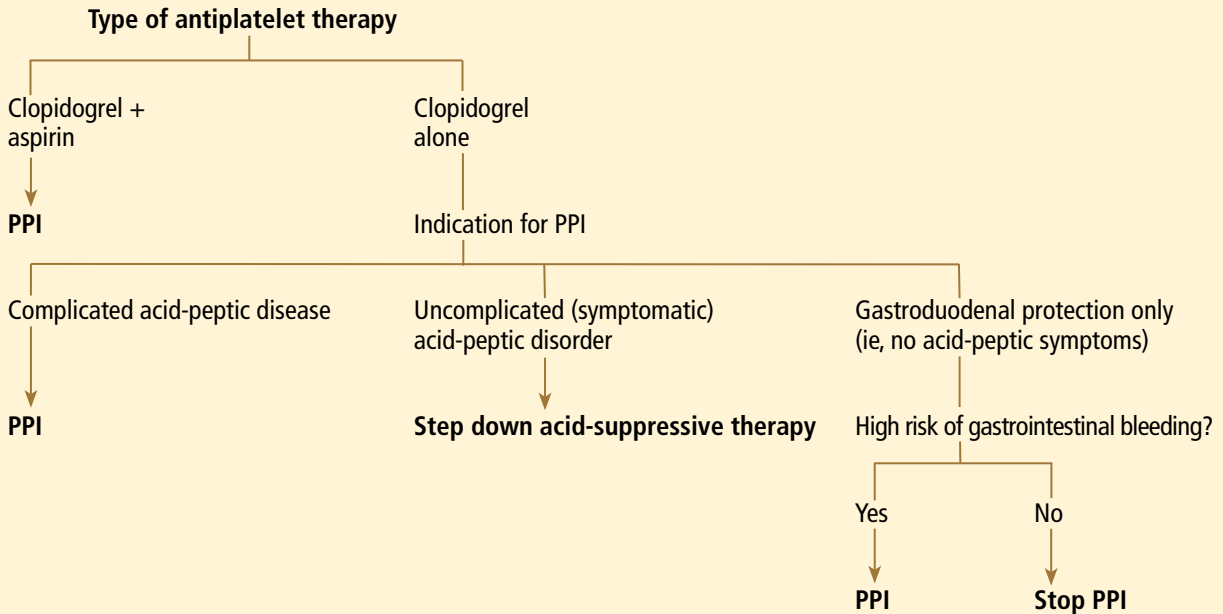 Type of antiplatelet therapy
Clopidogrel +
aspirin
Clopidogrel
alone
PPI
Indication for PPI
Complicated acid-peptic disease
Uncomplicated (symptomatic)
acid-peptic disorder
Gastroduodenal protection only
(ie, no acid-peptic symptoms)
PPI
Step down acid-suppressive therapy
High risk of gastrointestinal bleeding?
Yes
No
PPI
Stop PPI